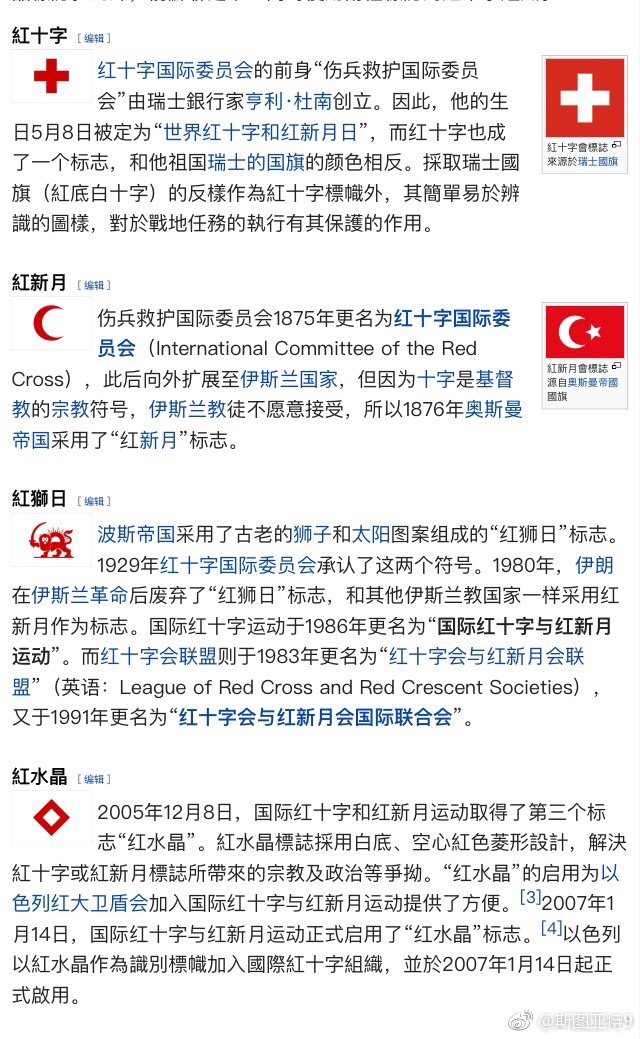 紅十字 [编辑]
红十字国际委员会的前身“伤兵救护国际委员
会”由瑞士銀行家亨利·杜南创立。因此，他的生
日5月8日被定为“世界红十字和红新月日”，而红十字也成
了一个标志，和他祖国瑞士的国旗的颜色相反。採取瑞士國
旗（紅底白十字）的反樣作為紅十字標幟外，其簡單易於辨
識的圖樣，對於戰地任務的執行有其保護的作用。
紅十字會標誌
來源於瑞士國旗
紅新月 [编辑]
伤兵救护国际委员会1875年更名为红十字国际委
员会（International Committee of the Red
Cross），此后向外扩展至伊斯兰国家，但因为十字是基督
教的宗教符号，伊斯兰教徒不愿意接受，所以1876年奥斯曼
帝国采用了“红新月”标志。
紅新月會標誌
源自奧斯曼帝國
國旗
紅獅日 [编辑]
波斯帝国采用了古老的狮子和太阳图案组成的“红狮日”标志。
1929年红十字国际委员会承认了这两个符号。1980年，伊朗
在伊斯兰革命后废弃了“红狮日”标志，和其他伊斯兰教国家一样采用红
新月作为标志。国际红十字运动于1986年更名为“国际红十字与红新月
运动”。而红十字会联盟则于1983年更名为“红十字会与红新月会联
盟”（英语：League of Red Cross and Red Crescent Societies），
又于1991年更名为“红十字会与红新月会国际联合会”。
紅水晶 [编辑]
2005年12月8日，国际红十字和红新月运动取得了第三个标
志“红水晶”。紅水晶標誌採用白底、空心紅色菱形設計，解決
紅十字或紅新月標誌所帶來的宗教及政治等爭拗。“红水晶”的启用为以
色列红大卫盾会加入国际红十字与红新月运动提供了方便。[3]2007年1
月14日，国际红十字与红新月运动正式启用了“红水晶”标志。[4]以色列
以紅水晶作為識別標幟加入國際紅十字組織，並於2007年1月14日起正
式啟用。
@斯图亚特9